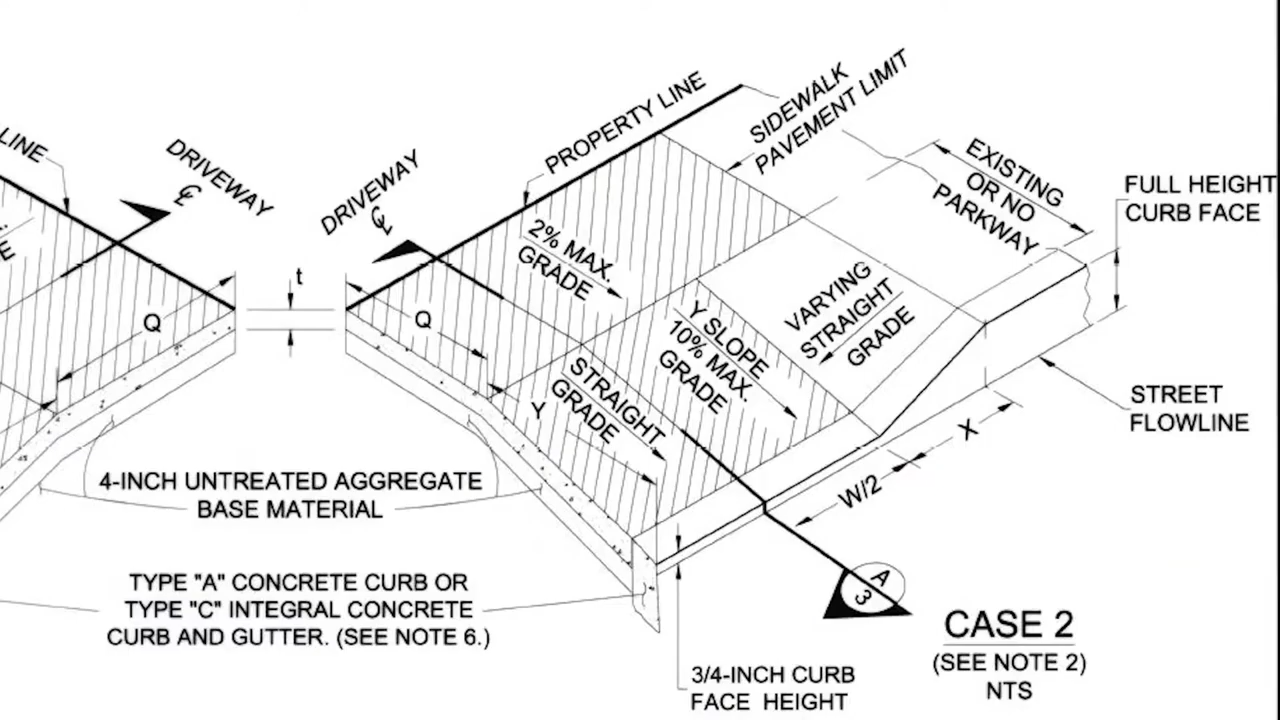 LINE
DRIVEWAY
℄
E
Q
t
DRIVEWAY
℄
PROPERTY LINE
SIDEWALK
PAVEMENT LIMIT
EXISTING
OR NO
PARKWAY
FULL HEIGHT
CURB FACE
2% MAX.
GRADE
Q
Y SLOPE
10% MAX.
GRADE
VARYING
STRAIGHT
GRADE
STRAIGHT
GRADE
Y
X
W/2
STREET
FLOWLINE
4-INCH UNTREATED AGGREGATE
BASE MATERIAL
TYPE "A" CONCRETE CURB OR
TYPE "C" INTEGRAL CONCRETE
CURB AND GUTTER. (SEE NOTE 6.)
A
3
3/4-INCH CURB
FACE HEIGHT
CASE 2
(SEE NOTE 2)
NTS